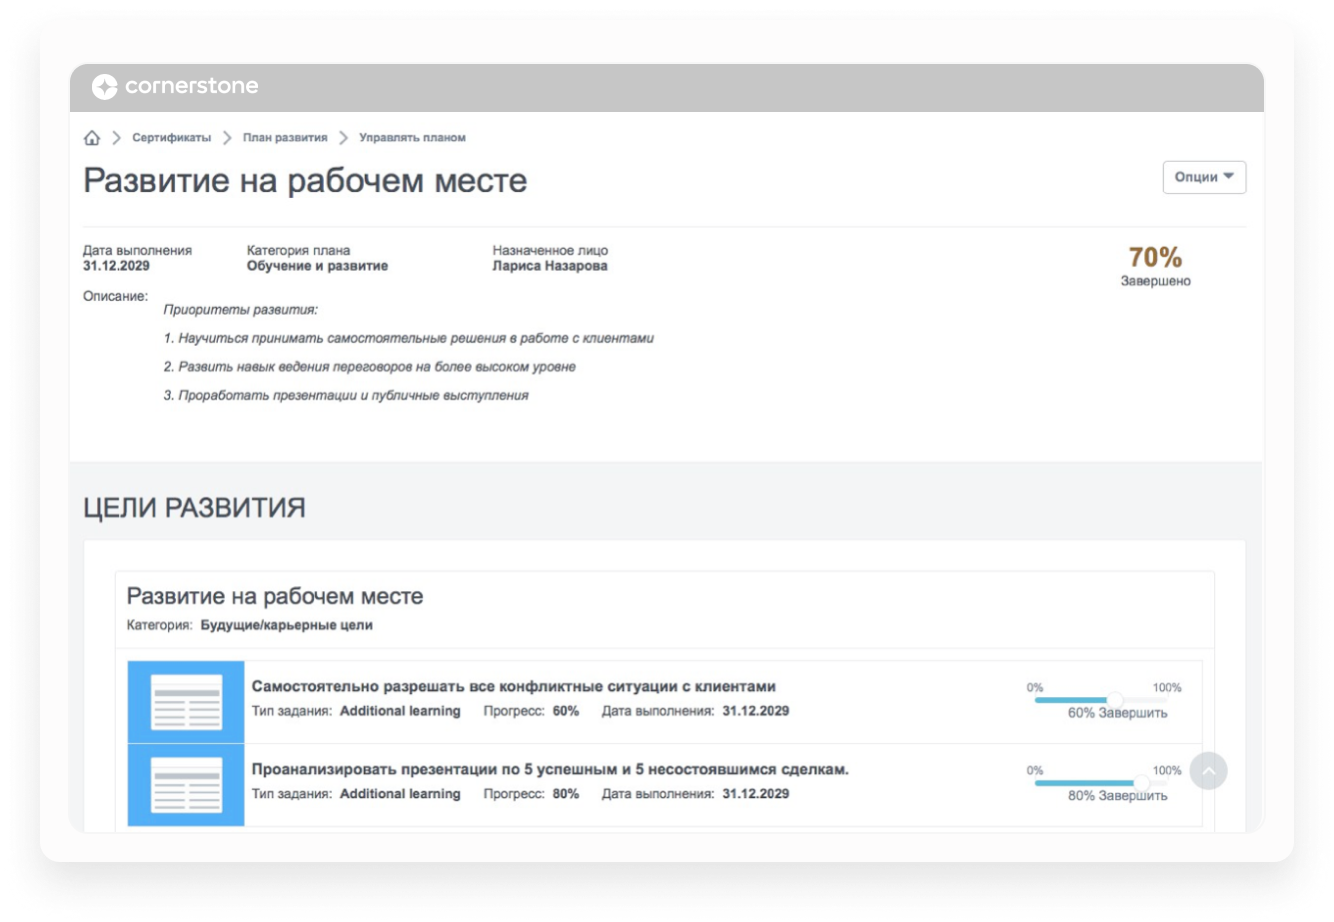 cornerstone
Сертификаты План развития Управлять планом
Развитие на рабочем месте
Опции
Дата выполнения Категория плана Назначенное лицо
31.12.2029 Обучение и развитие Лариса Назарова
70%
Завершено
Описание:
Приоритеты развития:
1. Научиться принимать самостоятельные решения в работе с клиентами
2. Развить навык ведения переговоров на более высоком уровне
3. Проработать презентации и публичные выступления
ЦЕЛИ РАЗВИТИЯ
Развитие на рабочем месте
Категория: Будущие/карьерные цели
Самостоятельно разрешать все конфликтные ситуации с клиентами
Тип задания: Additional learning Прогресс: 60% Дата выполнения: 31.12.2029
0% 100%
60% Завершить
Проанализировать презентации по 5 успешным и 5 несостоявшимся сделкам.
Тип задания: Additional learning Прогресс: 80% Дата выполнения: 31.12.2029
0% 100%
80% Завершить